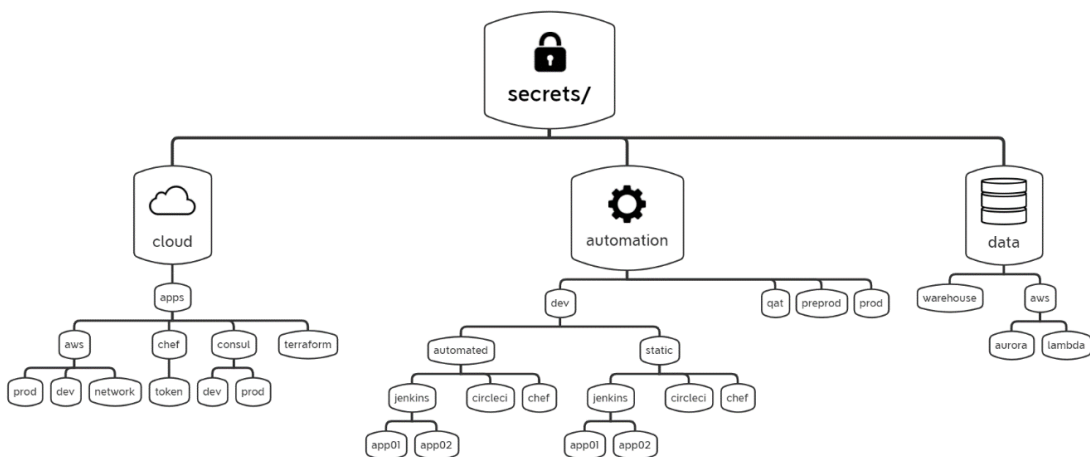 secrets/
cloud
automation
data
apps
dev
qat
preprod
prod
warehouse
aws
aws
chef
consul
terraform
automated
static
aurora
lambda
prod
dev
network
token
dev
prod
jenkins
circleci
chef
jenkins
circleci
chef
app01
app02
app01
app02